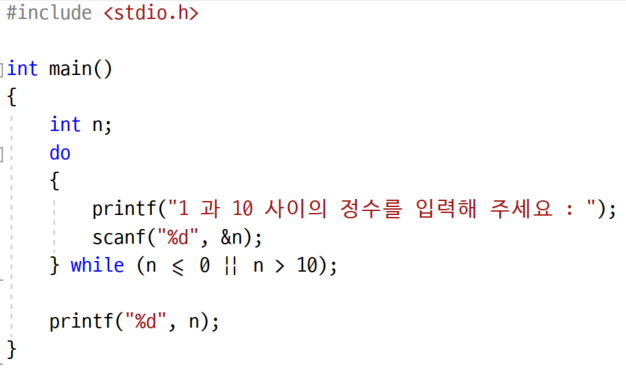 #include <stdio.h>
int main()
{
    int n;
    do
    {
        printf("1 과 10 사이의 정수를 입력해 주세요 : ");
        scanf("%d", &n);
    } while (n <= 0 || n > 10);
    printf("%d", n);
}